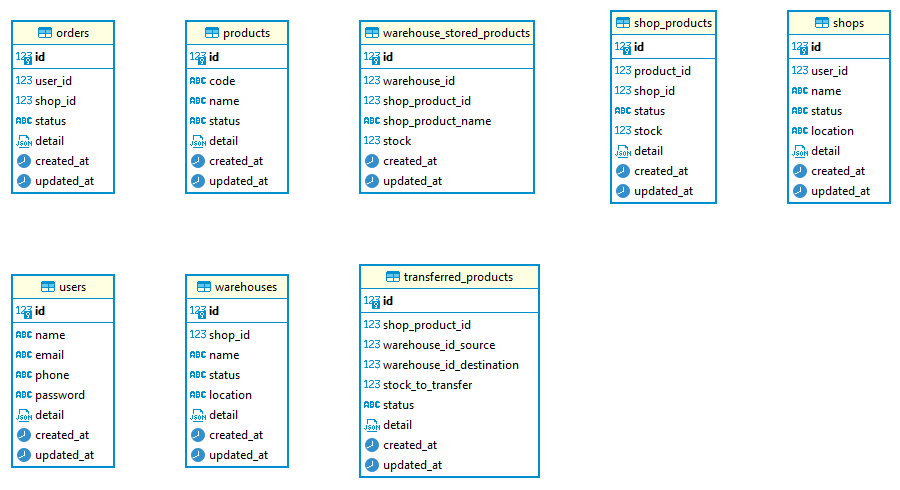 orders
123 id
123 user_id
123 shop_id
ABC status
JSON detail
created_at
updated_at
products
123 id
ABC code
ABC name
ABC status
JSON detail
created_at
updated_at
warehouse_stored_products
123 id
123 warehouse_id
123 shop_product_id
ABC shop_product_name
123 stock
created_at
updated_at
shop_products
123 id
123 product_id
123 shop_id
ABC status
123 stock
JSON detail
created_at
updated_at
shops
123 id
123 user_id
ABC name
ABC status
ABC location
JSON detail
created_at
updated_at
users
123 id
ABC name
ABC email
ABC phone
ABC password
JSON detail
created_at
updated_at
warehouses
123 id
123 shop_id
ABC name
ABC status
ABC location
JSON detail
created_at
updated_at
transferred_products
123 id
123 shop_product_id
123 warehouse_id_source
123 warehouse_id_destination
123 stock_to_transfer
ABC status
JSON detail
created_at
updated_at